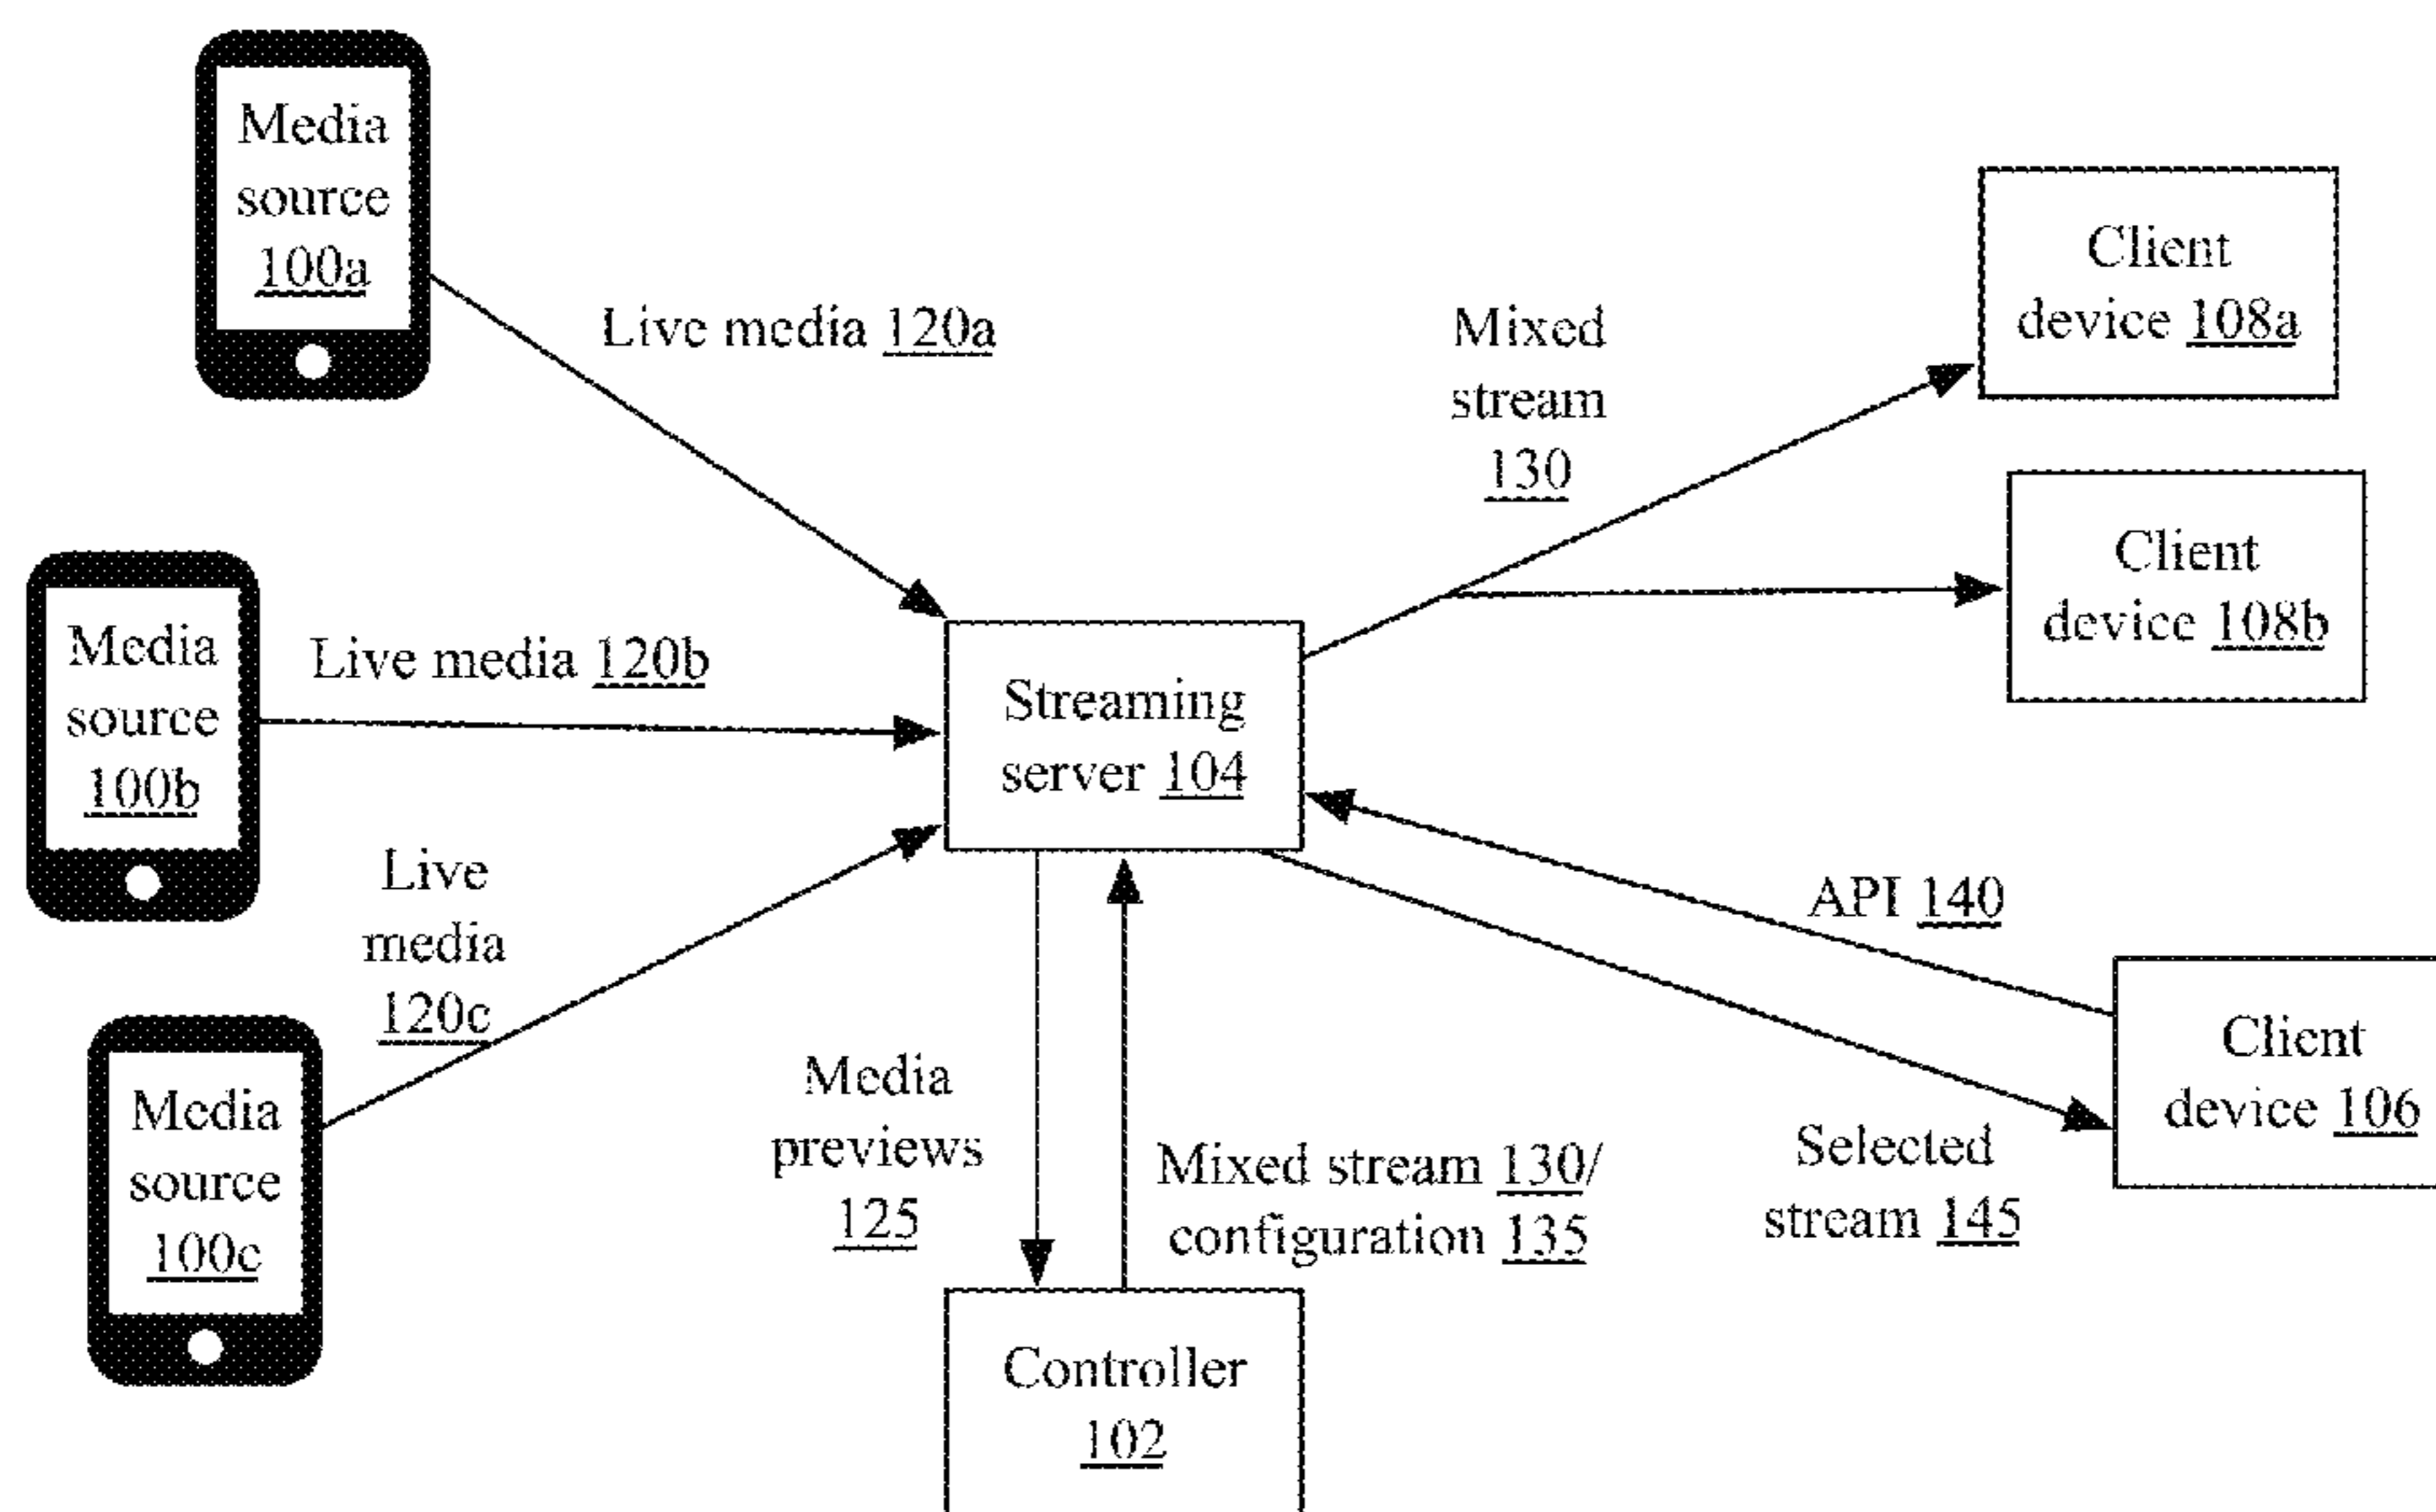 Media
source
100a
Live media 120a
Mixed
stream
130
Client
device 108a
Client
device 108b
Media
source
100b
Live media 120b
Streaming
server 104
Live
media
120c
API 140
Media
source
100c
Media
previews
125
Mixed stream 130/
configuration 135
Selected
stream 145
Client
device 106
Controller
102